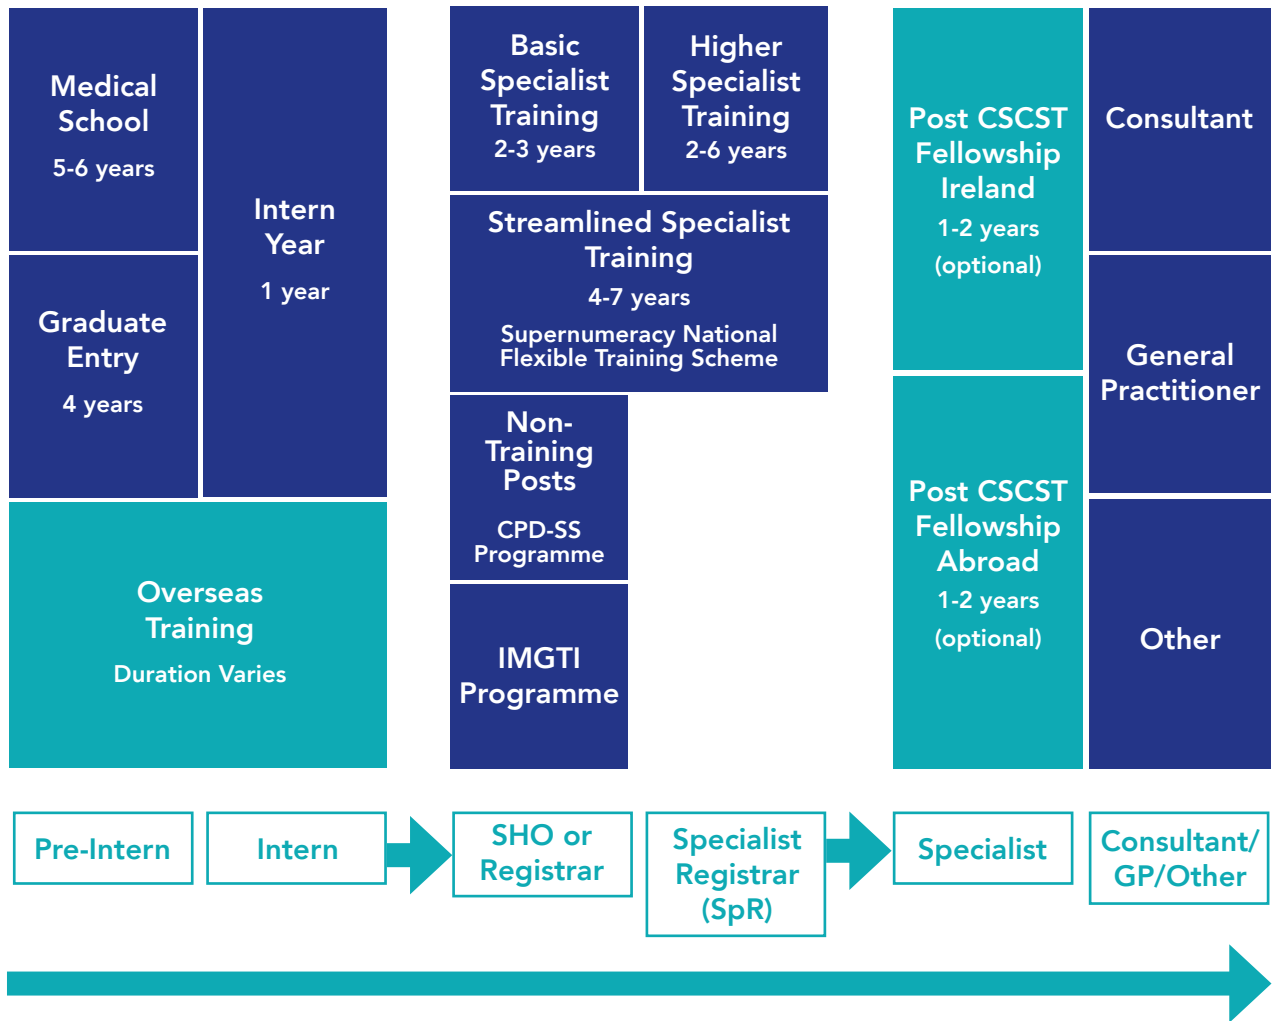 Medical
School
5-6 years
Graduate
Entry
4 years
Intern
Year
1 year
Overseas
Training
Duration Varies
Basic
Specialist
Training
2-3 years
Higher
Specialist
Training
2-6 years
Streamlined Specialist
Training
4-7 years
Supernumeracy National
Flexible Training Scheme
Non-
Training
Posts
CPD-SS
Programme
IMGTI
Programme
Post CSCST
Fellowship
Ireland
1-2 years
(optional)
Post CSCST
Fellowship
Abroad
1-2 years
(optional)
Consultant
General
Practitioner
Other
Pre-Intern
Intern
SHO or
Registrar
Specialist
Registrar
(SpR)
Specialist
Consultant/
GP/Other